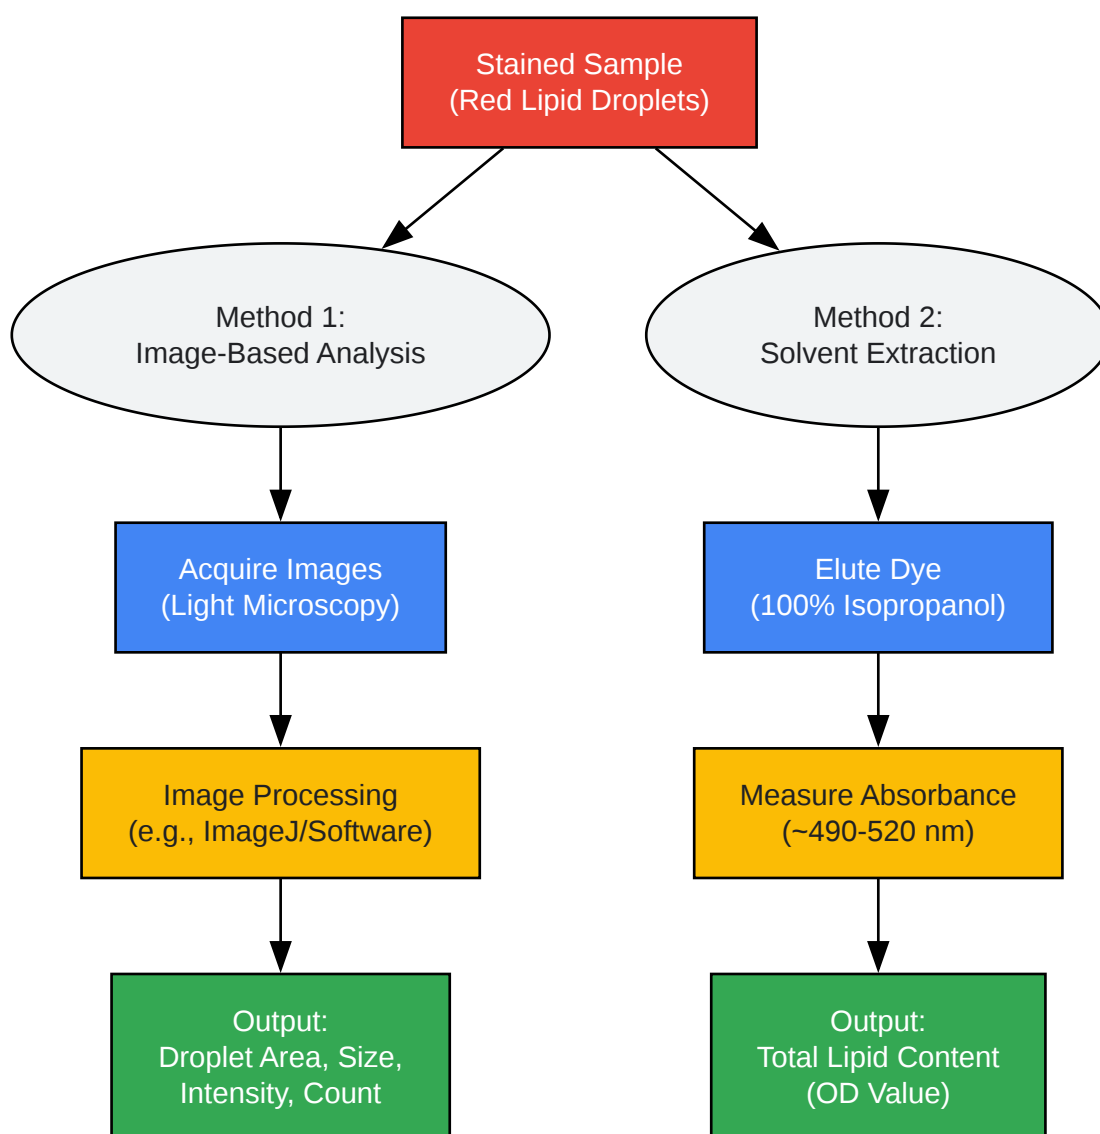 Stained Sample
(Red Lipid Droplets)
Method 1:
Image-Based Analysis
Method 2:
Solvent Extraction
Acquire Images
(Light Microscopy)
Elute Dye
(100% Isopropanol)
Image Processing
(e.g., ImageJ/Software)
Measure Absorbance
(~490-520 nm)
Output:
Droplet Area, Size,
Intensity, Count
Output:
Total Lipid Content
(OD Value)